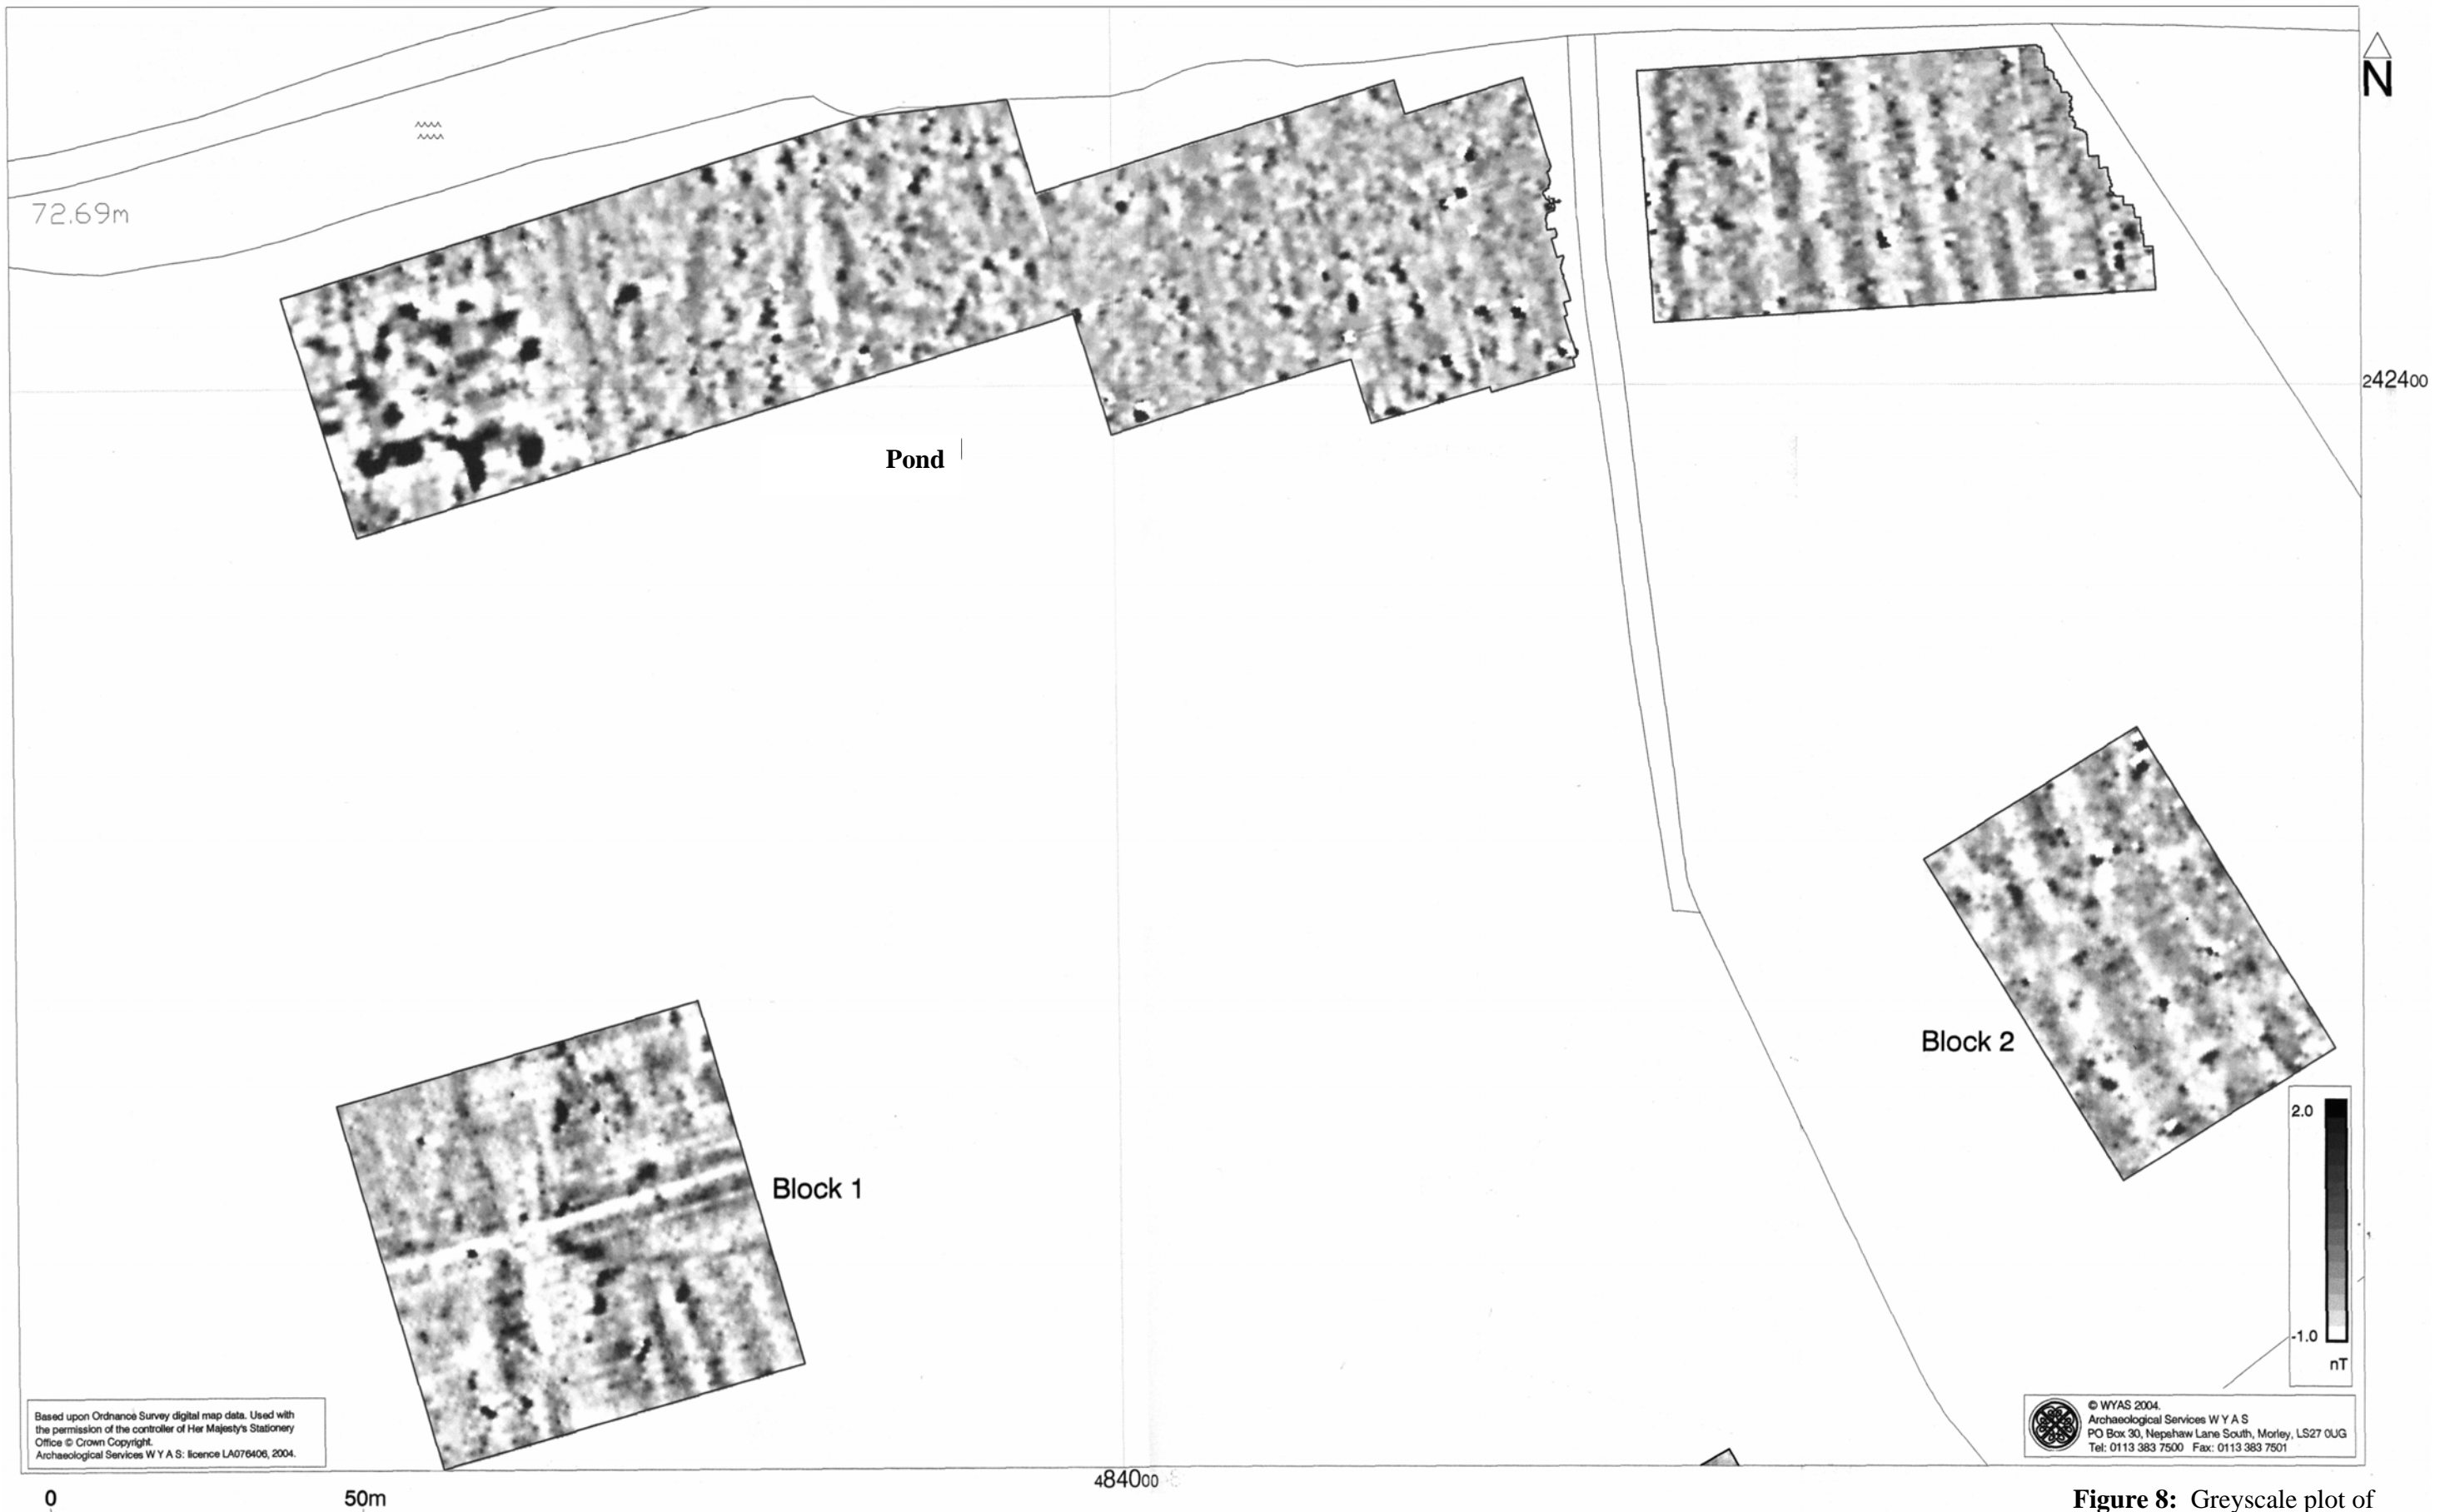 N
72.69m
242400
Pond
Block 2
Block 1
2.0
-1.0
nT
Based upon Ordnance Survey digital map data. Used with
the permission of the controller of Her Majesty's Stationery
Office © Crown Copyright.
Archaeological Services W Y A S: licence LA076406, 2004.
© WYAS 2004.
Archaeological Services W Y A S
PO Box 30, Nepshaw Lane South, Morley, LS27 0UG
Tel: 0113 383 7500 Fax: 0113 383 7501
484000
0 50m
Figure 8: Greyscale plot of